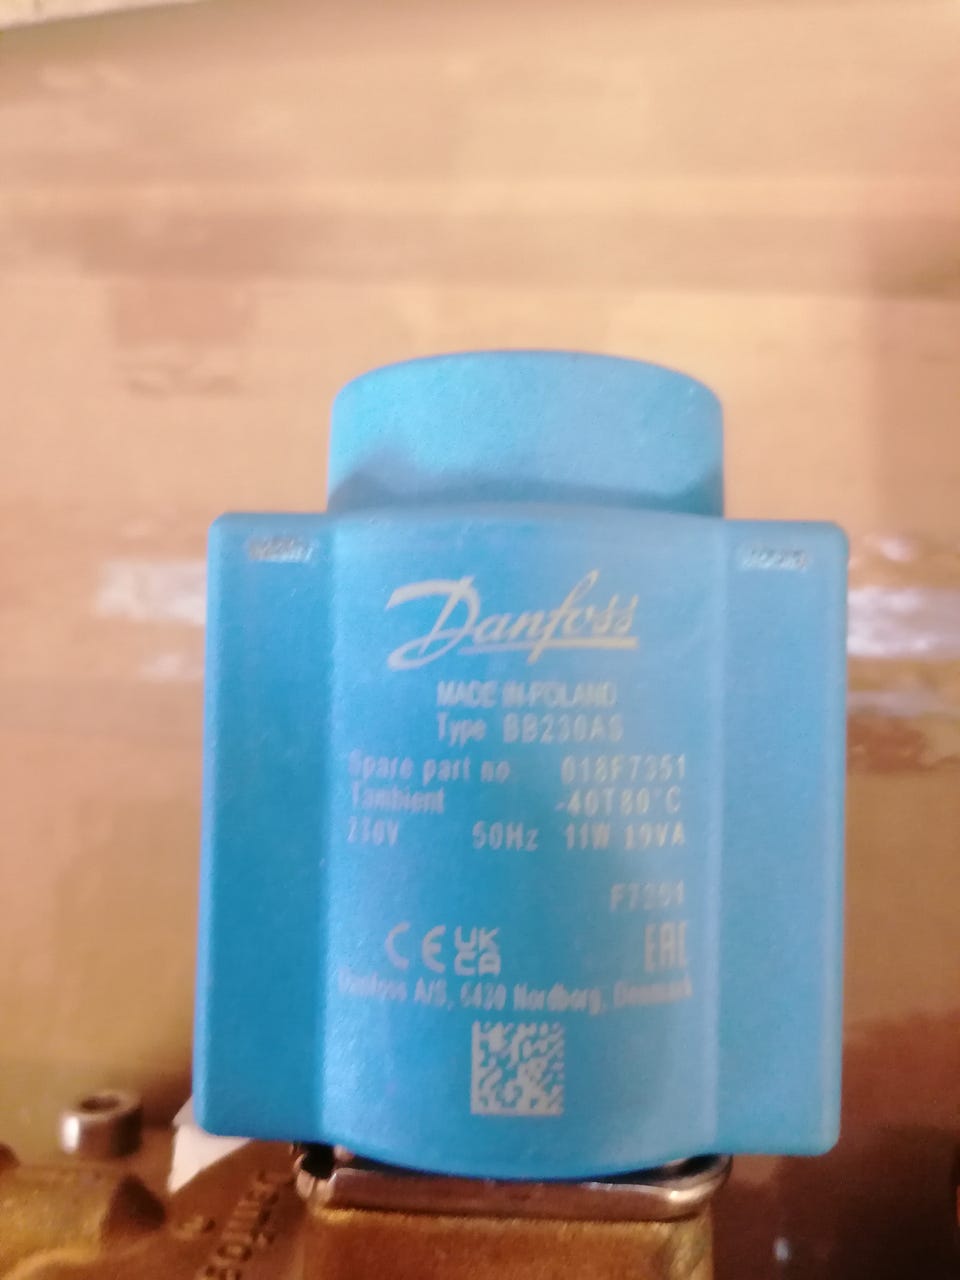 Danfoss
MADE IN POLAND
Type BB230AS
Spare part no. 018F7351
Tambient -40T80°C
230V 50Hz 11W 19VA
F7351
CE UK CA EAC
Danfoss A/S, 6430 Nordborg, Denmark